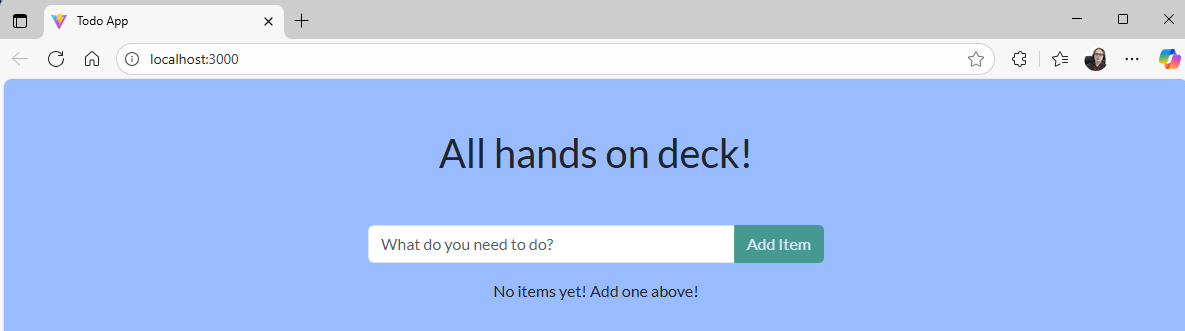 Todo App
localhost:3000
All hands on deck!
What do you need to do? Add Item
No items yet! Add one above!